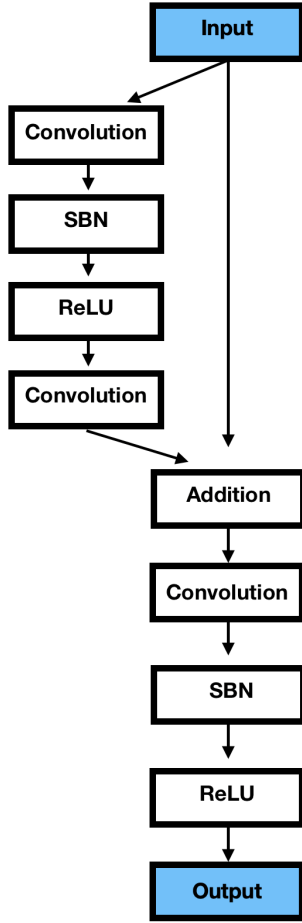 Input
Convolution
SBN
ReLU
Convolution
Addition
Convolution
SBN
ReLU
Output